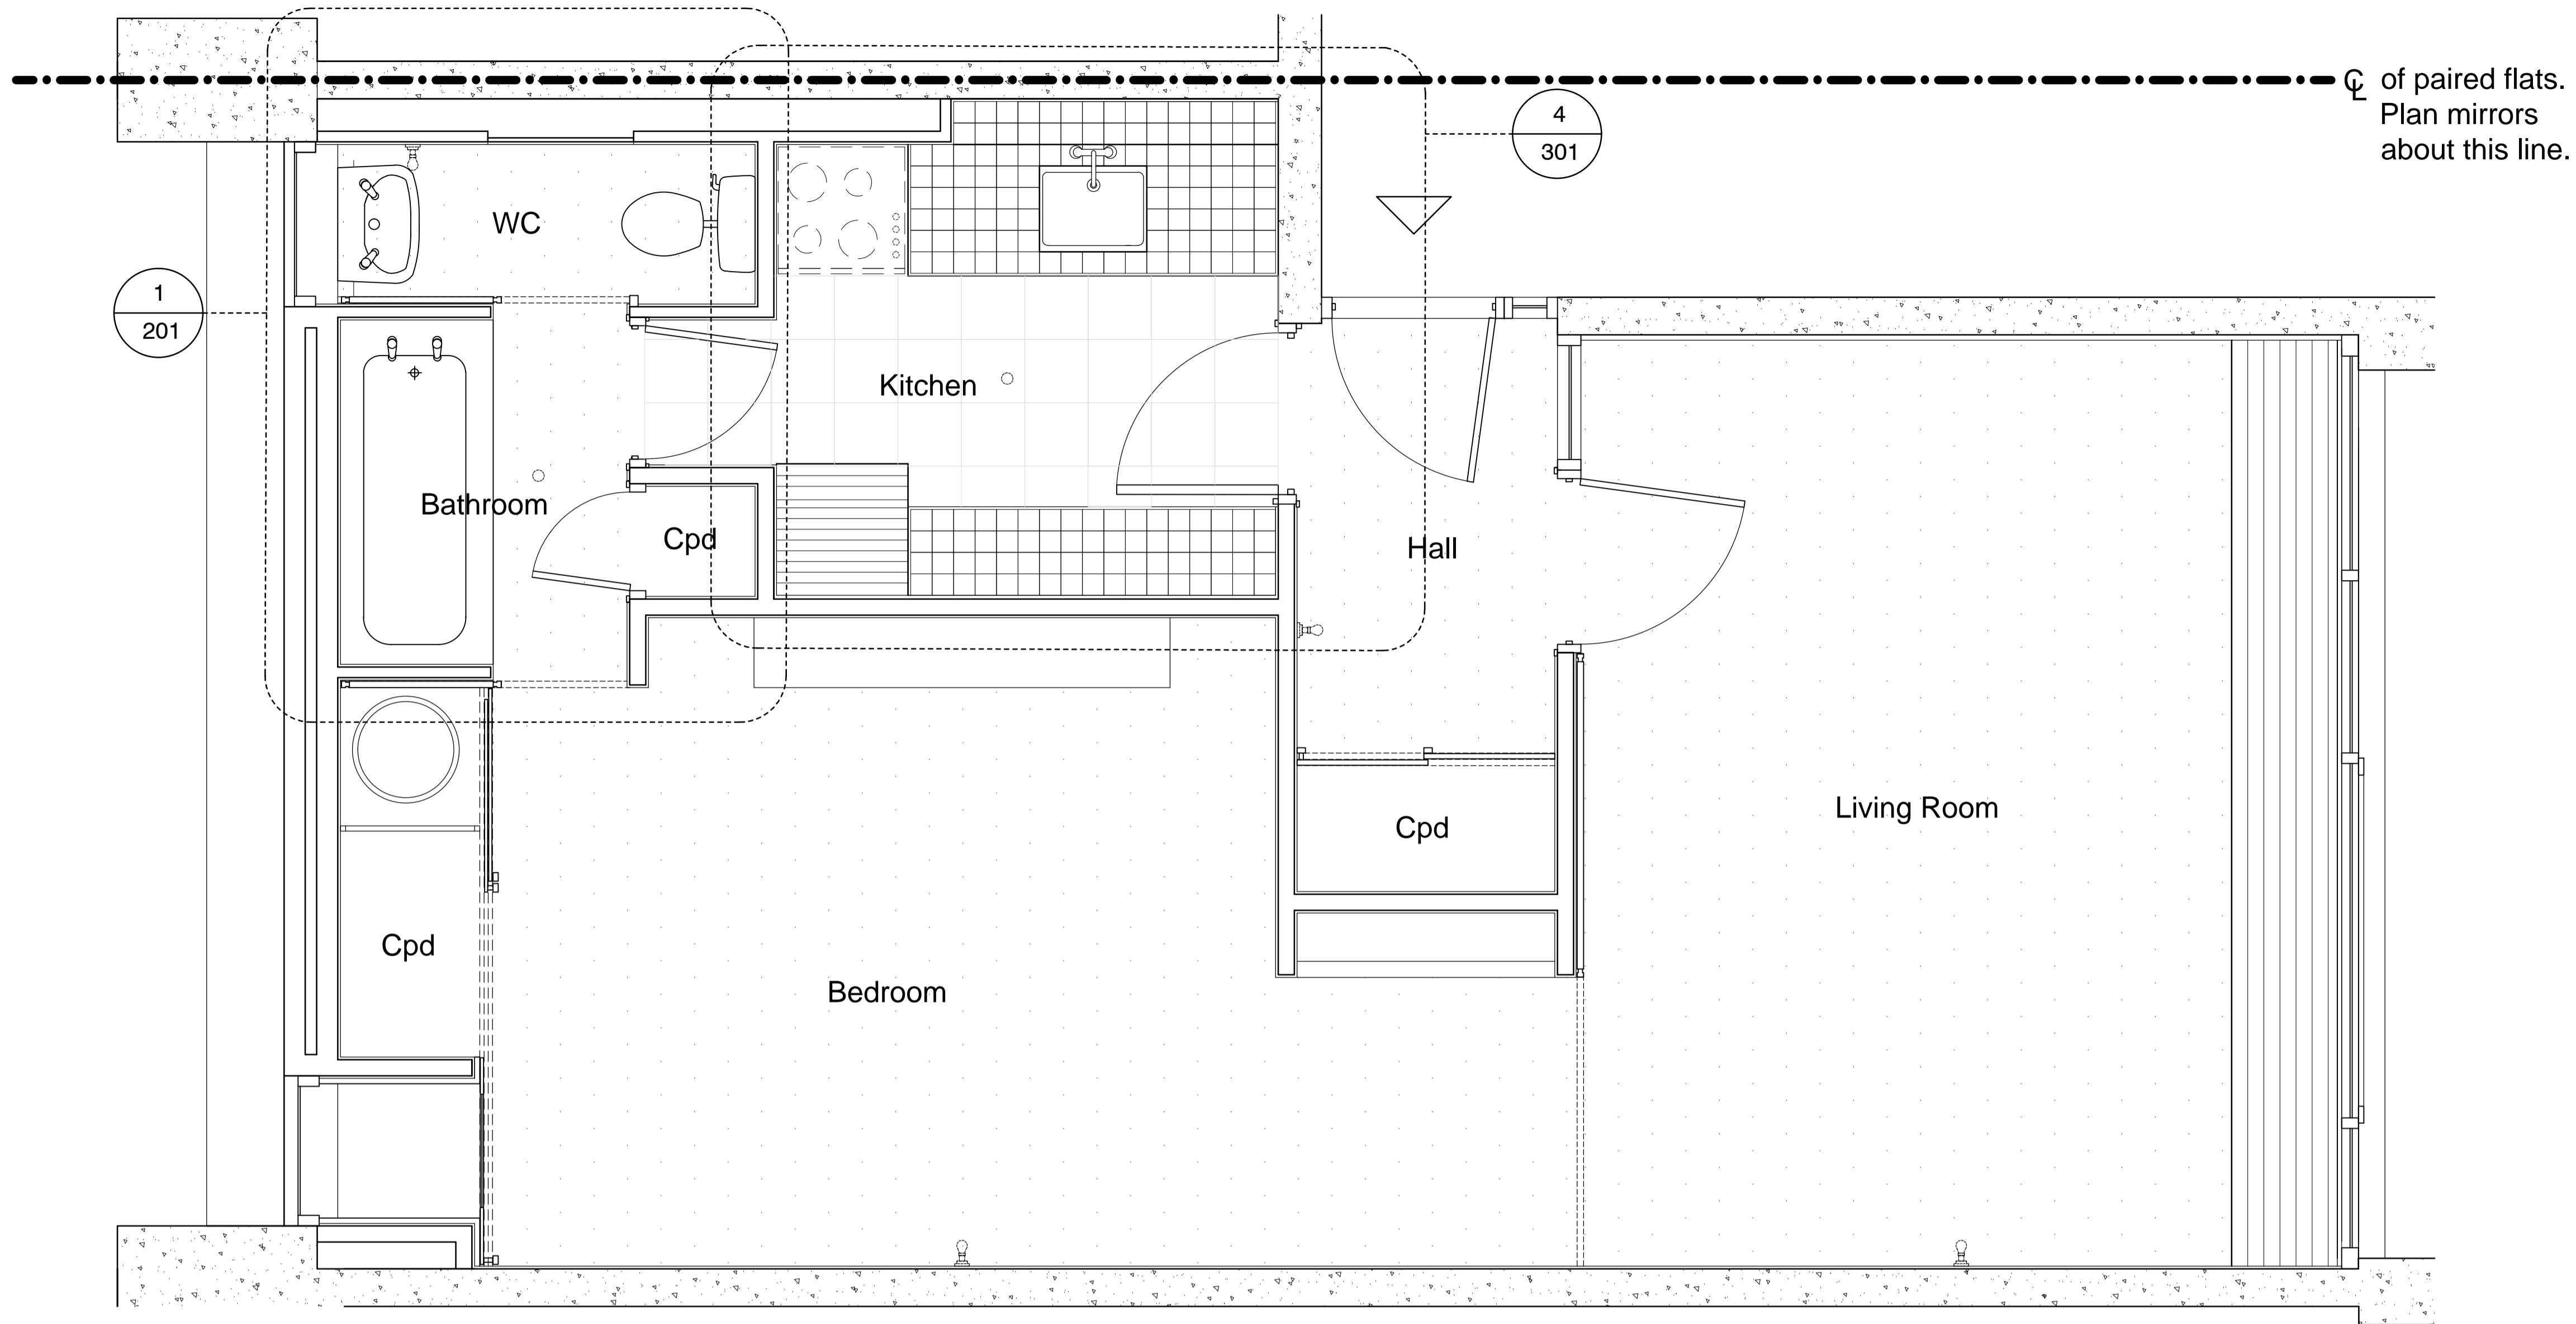 ℄ of paired flats.
Plan mirrors
about this line.
4
301
WC
1
201
Kitchen
Bathroom
Cpd
Hall
Living Room
Cpd
Cpd
Bedroom